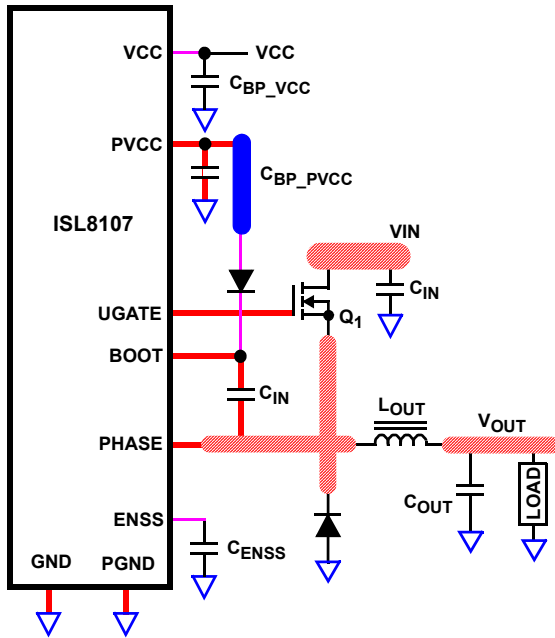 VCC
VCC
CBP_VCC
PVCC
CBP_PVCC
ISL8107
VIN
CIN
UGATE
Q1
BOOT
CIN
LOUT
VOUT
PHASE
COUT
LOAD
ENSS
CENSS
GND
PGND